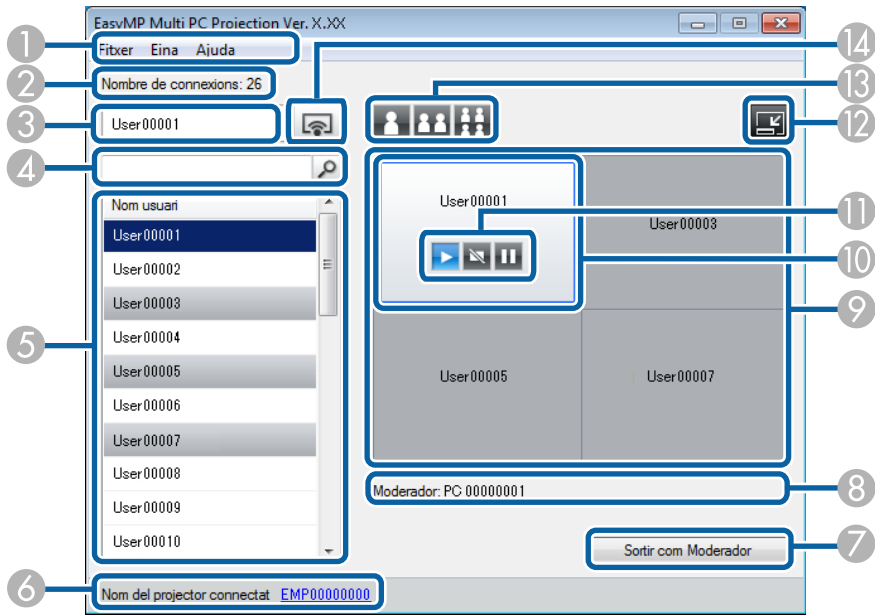 EasyMP Multi PC Projection Ver. X.XX
Fitxer Eina Ajuda
Nombre de connexions: 26
User00001
Nom usuari
User00001
User00002
User00003
User00004
User00005
User00006
User00007
User00008
User00009
User00010
User00001
User00003
User00005
User00007
Moderador: PC 00000001
Sortir com Moderador
Nom del projector connectat EMP00000000
1
2
3
4
5
6
14
13
12
11
10
9
8
7